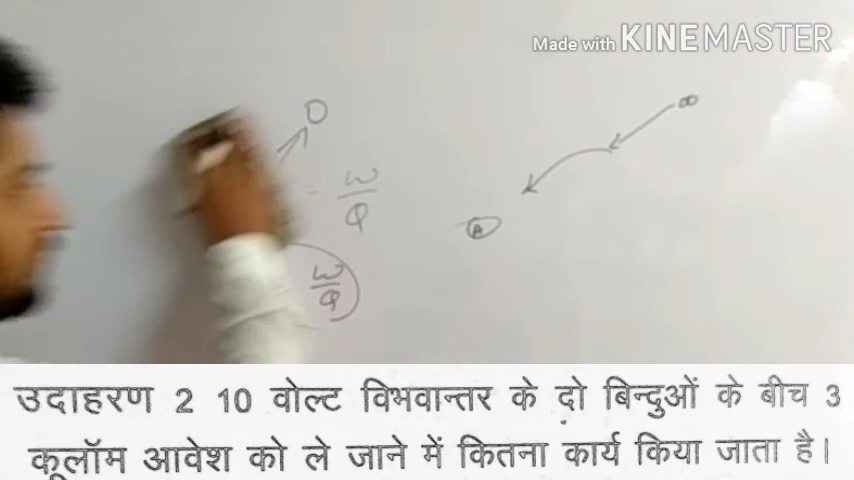 Made with KINEMASTER
= W
Q
W
Q
A
उदाहरण 2 10 वोल्ट विभवान्तर के दो बिन्दुओं के बीच 3
कूलॉम आवेश को ले जाने में कितना कार्य किया जाता है।